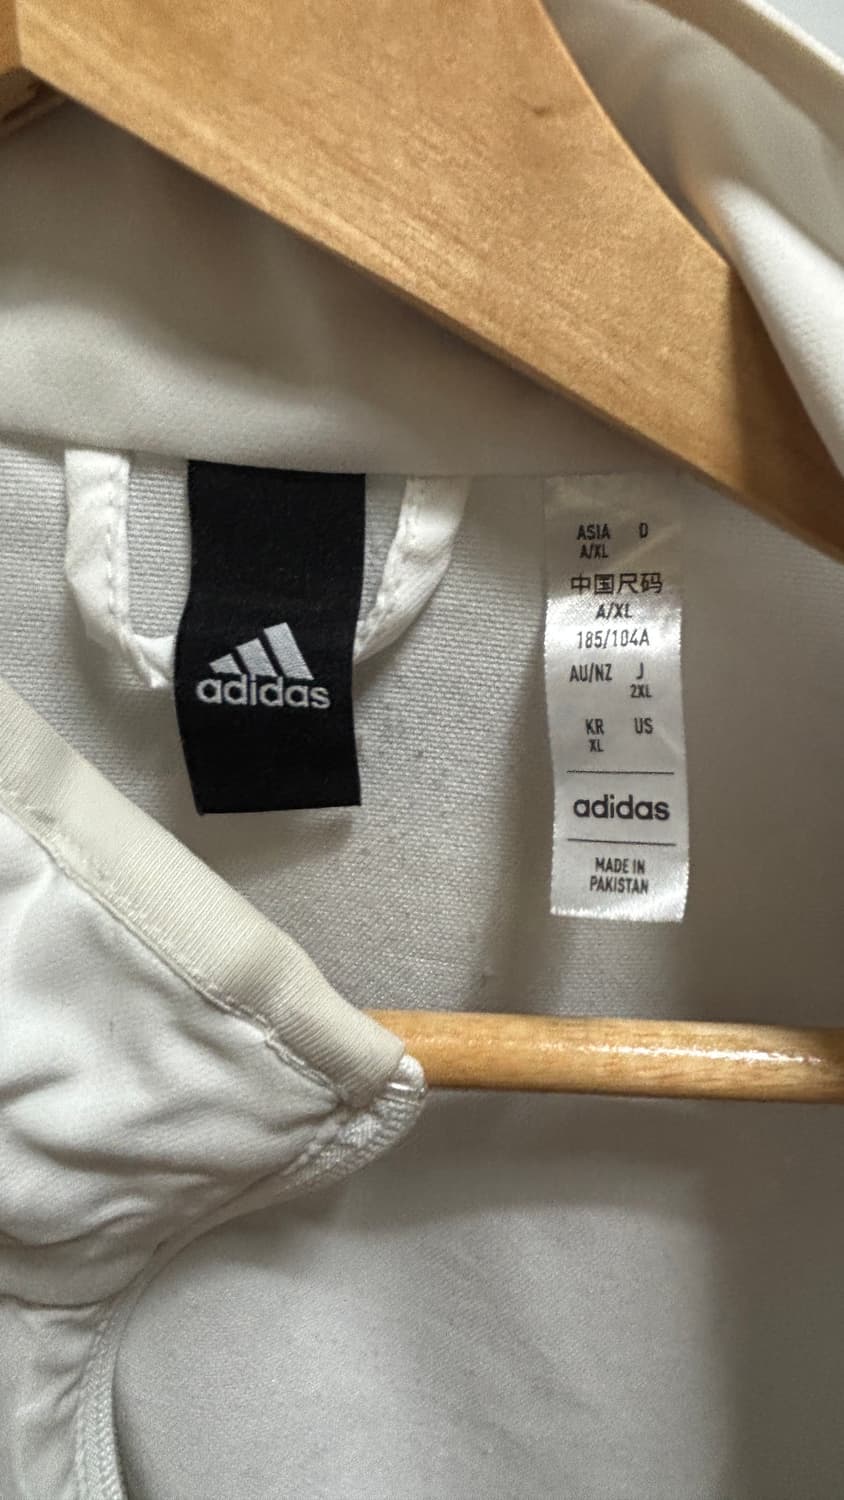 adidas
ASIA D
A/XL
中国尺码
A/XL
185/104A
AU/NZ J
2XL
KR US
XL
adidas
MADE IN
PAKISTAN